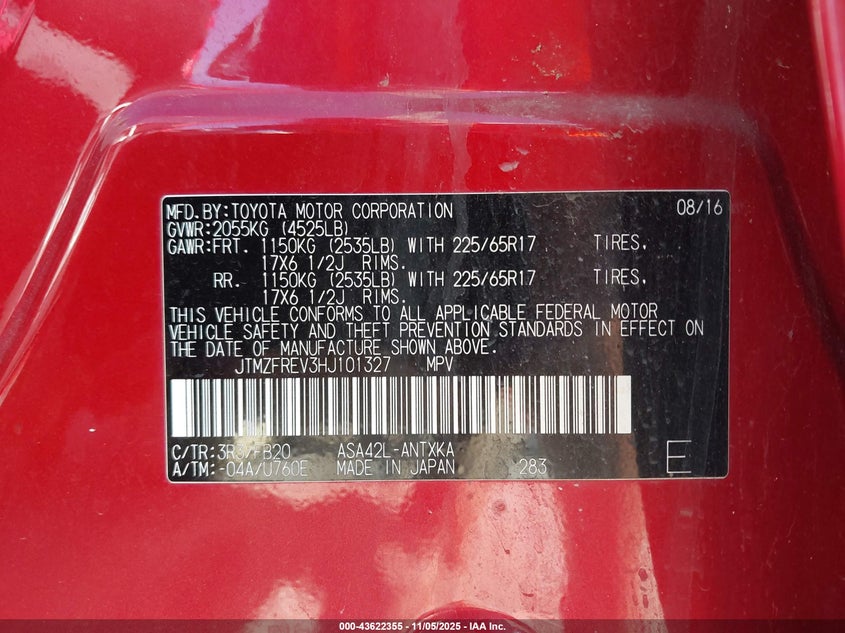 MFD.BY:TOYOTA MOTOR CORPORATION 08/16
GVWR:2055KG (4525LB)
GAWR:FRT. 1150KG (2535LB) WITH 225/65R17 TIRES,
17X6 1/2J RIMS.
RR. 1150KG (2535LB) WITH 225/65R17 TIRES,
17X6 1/2J RIMS.
THIS VEHICLE CONFORMS TO ALL APPLICABLE FEDERAL MOTOR
VEHICLE SAFETY AND THEFT PREVENTION STANDARDS IN EFFECT ON
THE DATE OF MANUFACTURE SHOWN ABOVE.
JTMZFREV3HJ101327 MPV
C/TR:3R3/FB20 ASA42L-ANTXKA
A/TM:-04A/U760E MADE IN JAPAN 283 E
000-43622355 - 11/05/2025 - IAA Inc.